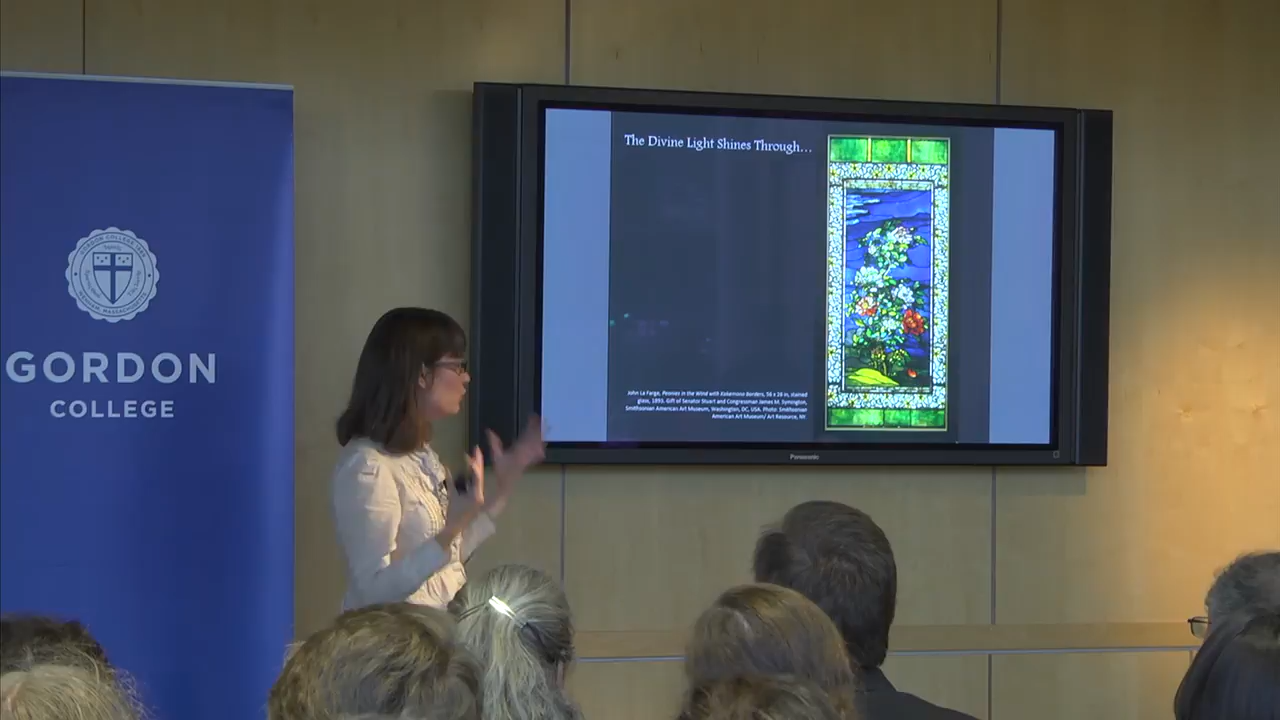 GORDON COLLEGE
GORDON
COLLEGE
The Divine Light Shines Through...
John La Farge, Peonies in the Wind with Kakemono Borders, 56 x 26 in, stained
glass, 1893. Gift of Senator Stuart and Congressman James W. Symington,
Smithsonian American Art Museum, Washington, DC, USA. Photo: Smithsonian
American Art Museum/ Art Resource, NY.
Panasonic